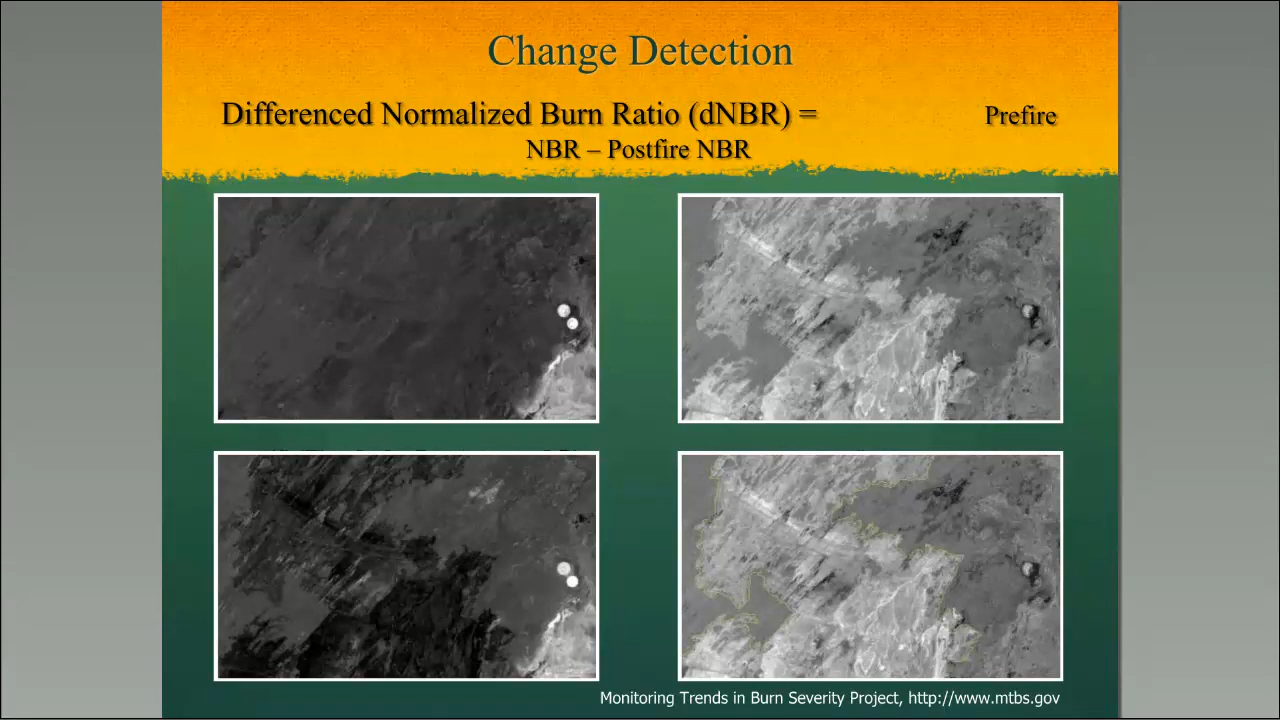 Change Detection
Differenced Normalized Burn Ratio (dNBR) = Prefire
NBR – Postfire NBR
Monitoring Trends in Burn Severity Project, http://www.mtbs.gov